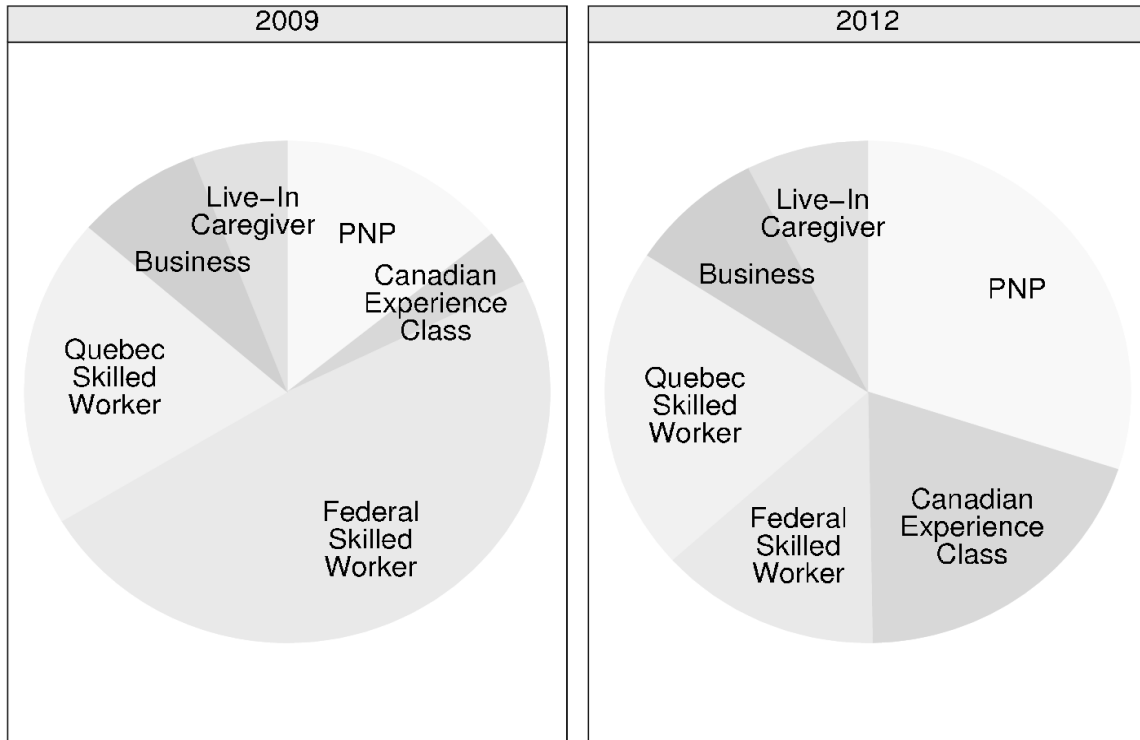 2009
Live-In
Caregiver
PNP
Business
Canadian
Experience
Class
Quebec
Skilled
Worker
Federal
Skilled
Worker
2012
Live-In
Caregiver
Business
PNP
Quebec
Skilled
Worker
Canadian
Experience
Class
Federal
Skilled
Worker